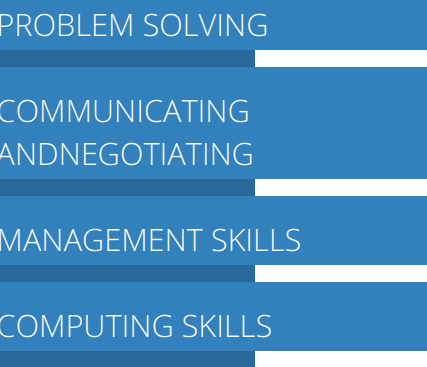 PROBLEM SOLVING
COMMUNICATING
ANDNEGOTIATING
MANAGEMENT SKILLS
COMPUTING SKILLS